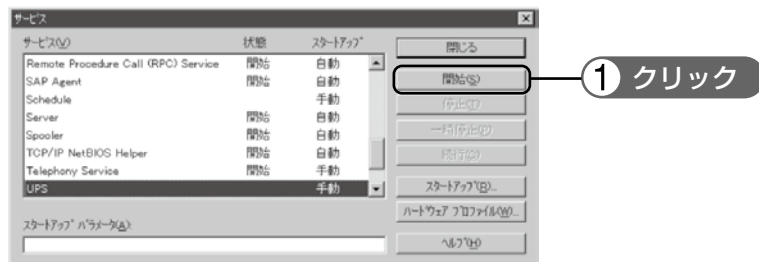 サービス
サービス(V) 状態 スタートアップ
Remote Procedure Call (RPC) Service 開始 自動
SAP Agent 開始 自動
Schedule 手動
Server 開始 自動
Spooler 開始 自動
TCP/IP NetBIOS Helper 開始 自動
Telephony Service 開始 手動
UPS 手動
スタートアップ パラメータ(A):
閉じる
開始(S)
停止(T)
一時停止(P)
続行(C)
スタートアップ(R)...
ハードウェア プロファイル(W)...
ヘルプ(H)
1 クリック